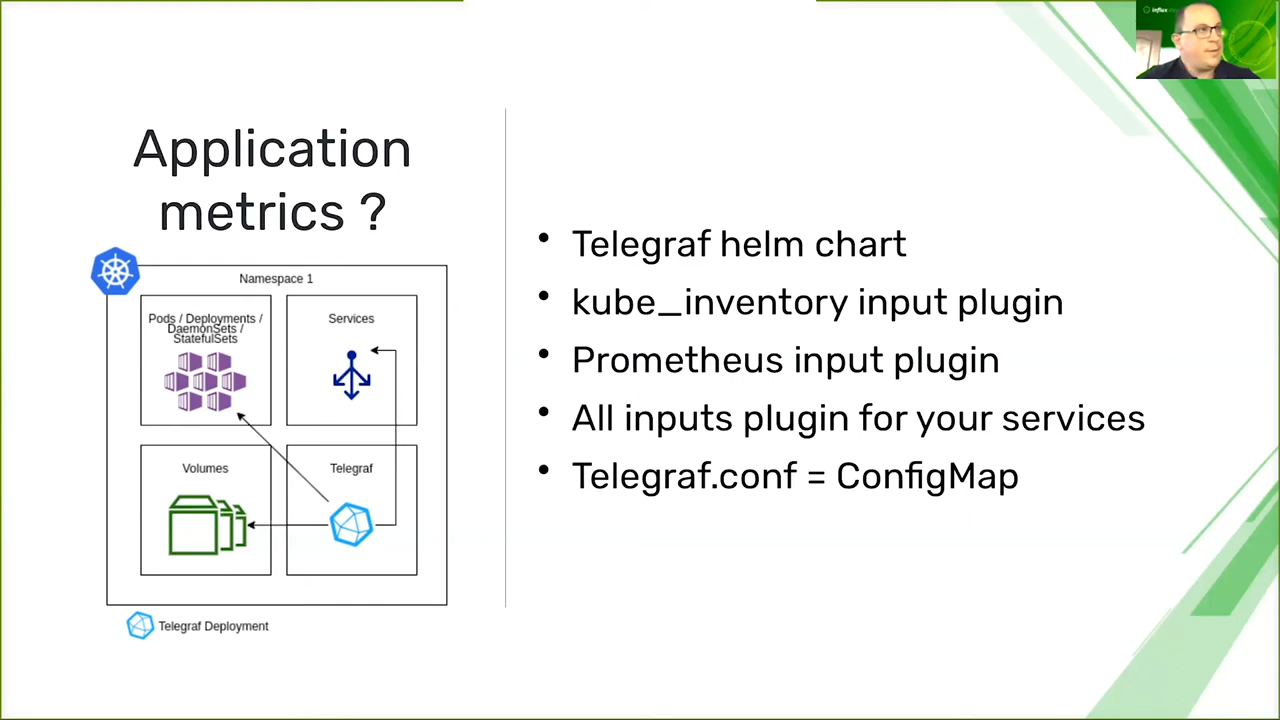 influx
Application
metrics ?
Namespace 1
Pods / Deployments /
DaemonSets /
StatefulSets
Services
Volumes
Telegraf
Telegraf Deployment
• Telegraf helm chart
• kube_inventory input plugin
• Prometheus input plugin
• All inputs plugin for your services
• Telegraf.conf = ConfigMap